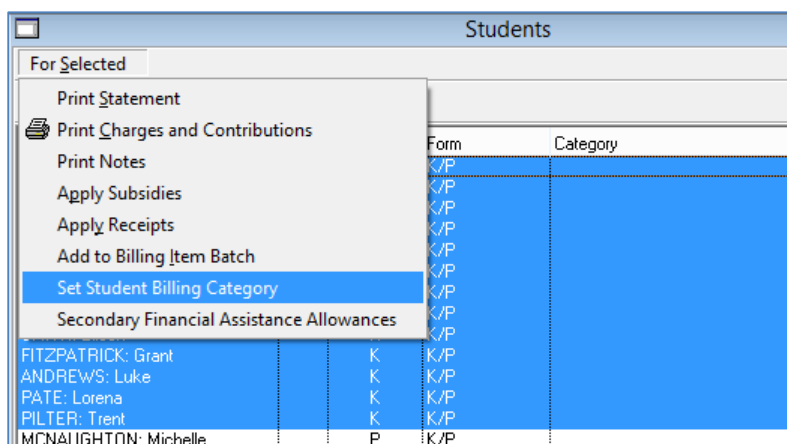 Students
For Selected
Print Statement
Print Charges and Contributions
Print Notes
Apply Subsidies
Apply Receipts
Add to Billing Item Batch
Set Student Billing Category
Secondary Financial Assistance Allowances
Form Category
K/P
K/P
K/P
K/P
K/P
K/P
K/P
K/P
K/P
FITZPATRICK: Grant K K/P
ANDREWS: Luke K K/P
PATE: Lorena K K/P
PILTER: Trent K K/P
MCNAUGHTON: Michelle P K/P